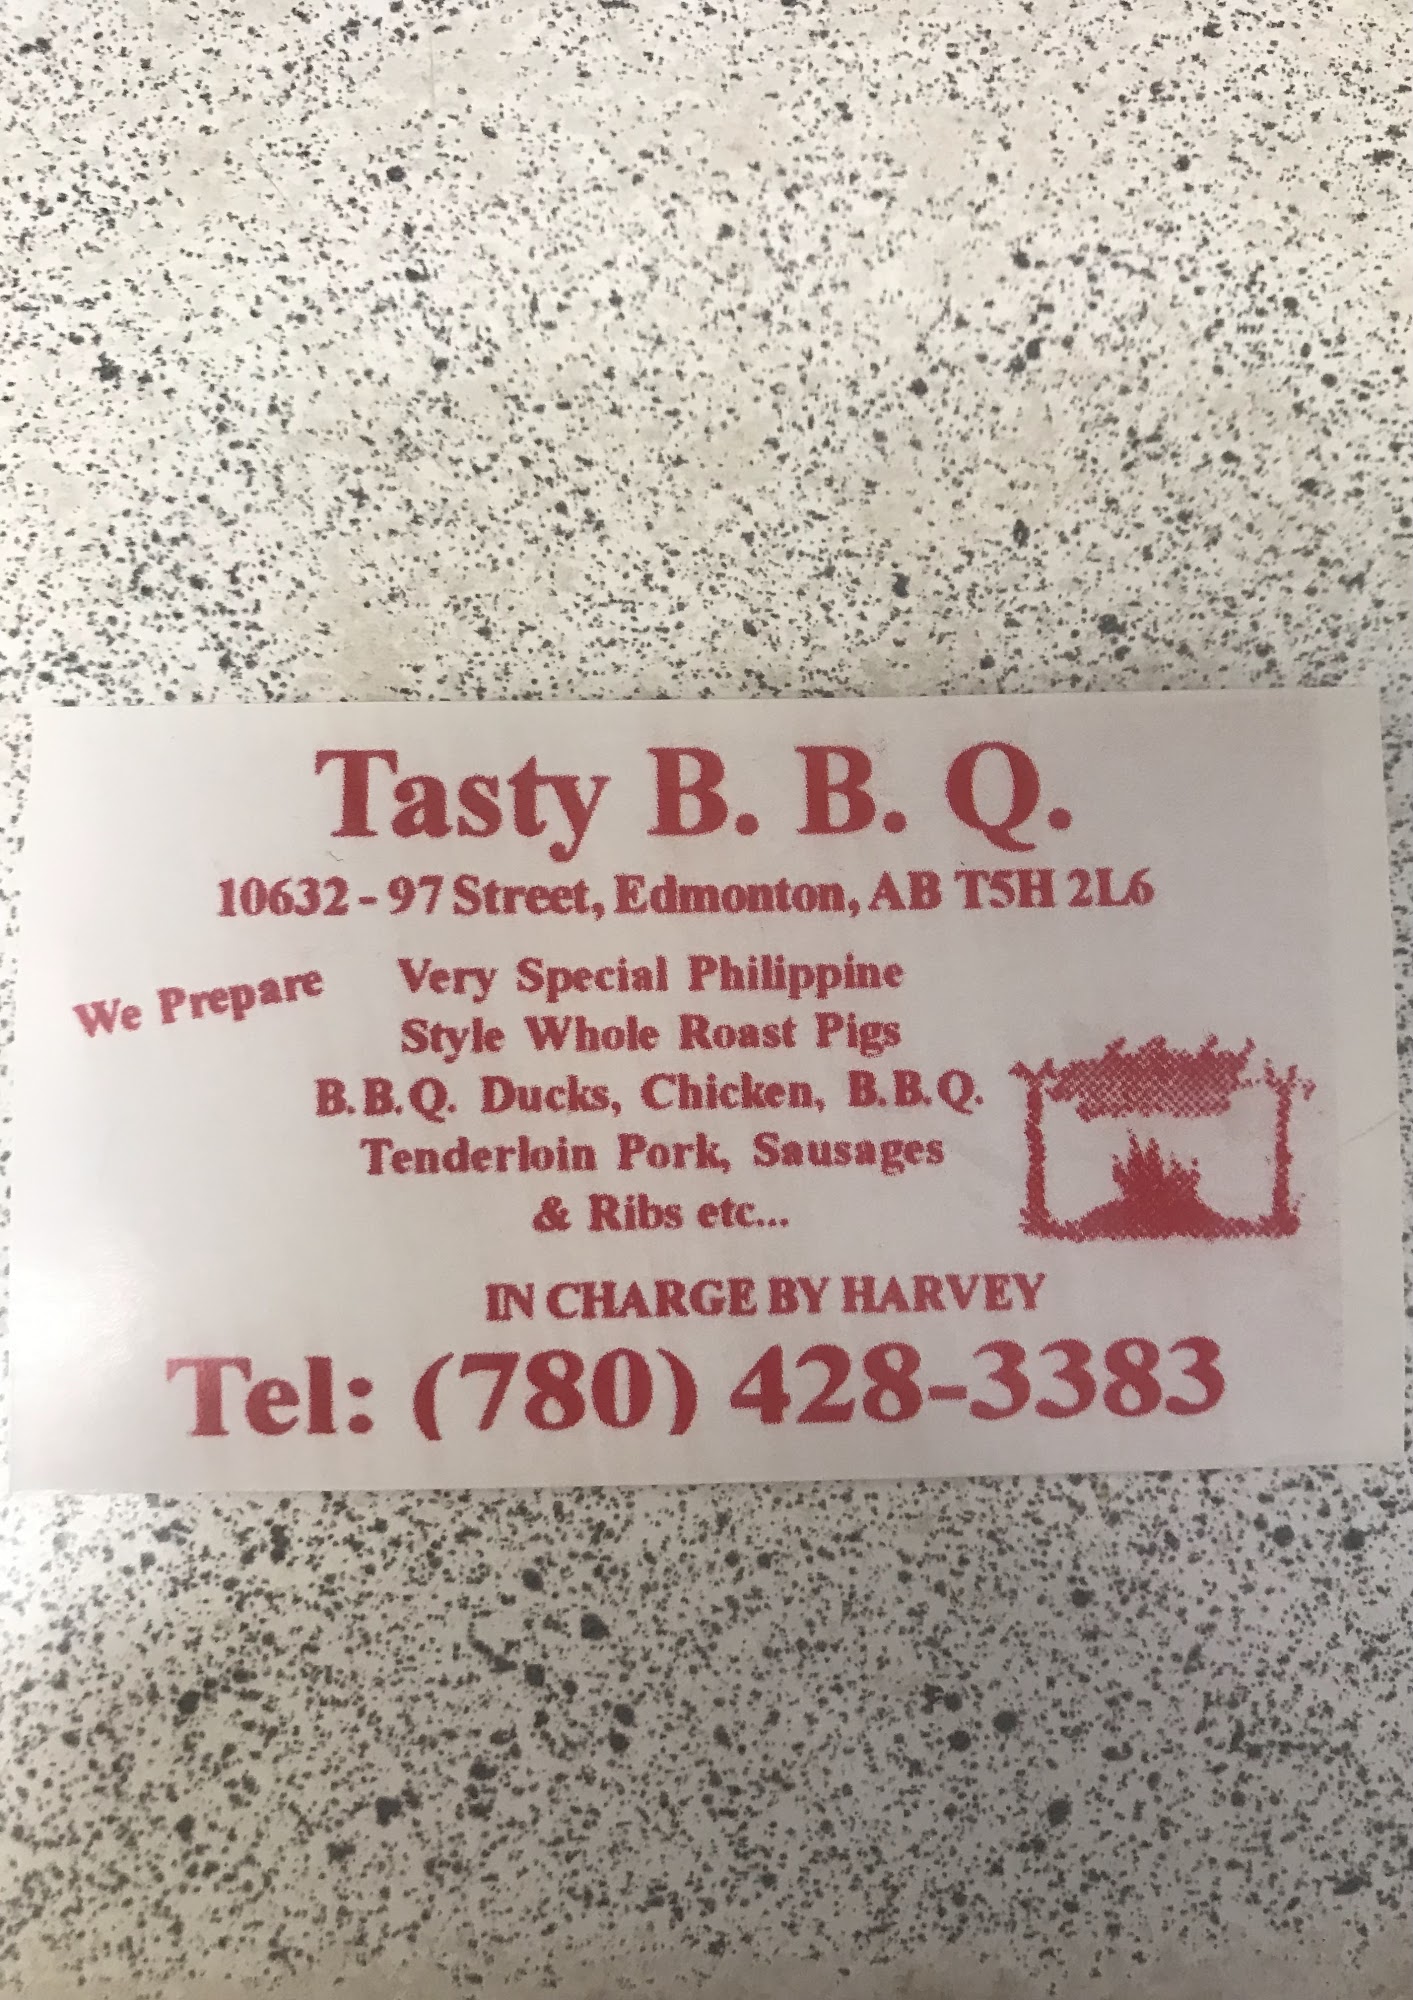 Tasty B. B. Q.
10632 - 97 Street, Edmonton, AB T5H 2L6
We Prepare Very Special Philippine
Style Whole Roast Pigs
B.B.Q. Ducks, Chicken, B.B.Q.
Tenderloin Pork, Sausages
& Ribs etc...
IN CHARGE BY HARVEY
Tel: (780) 428-3383